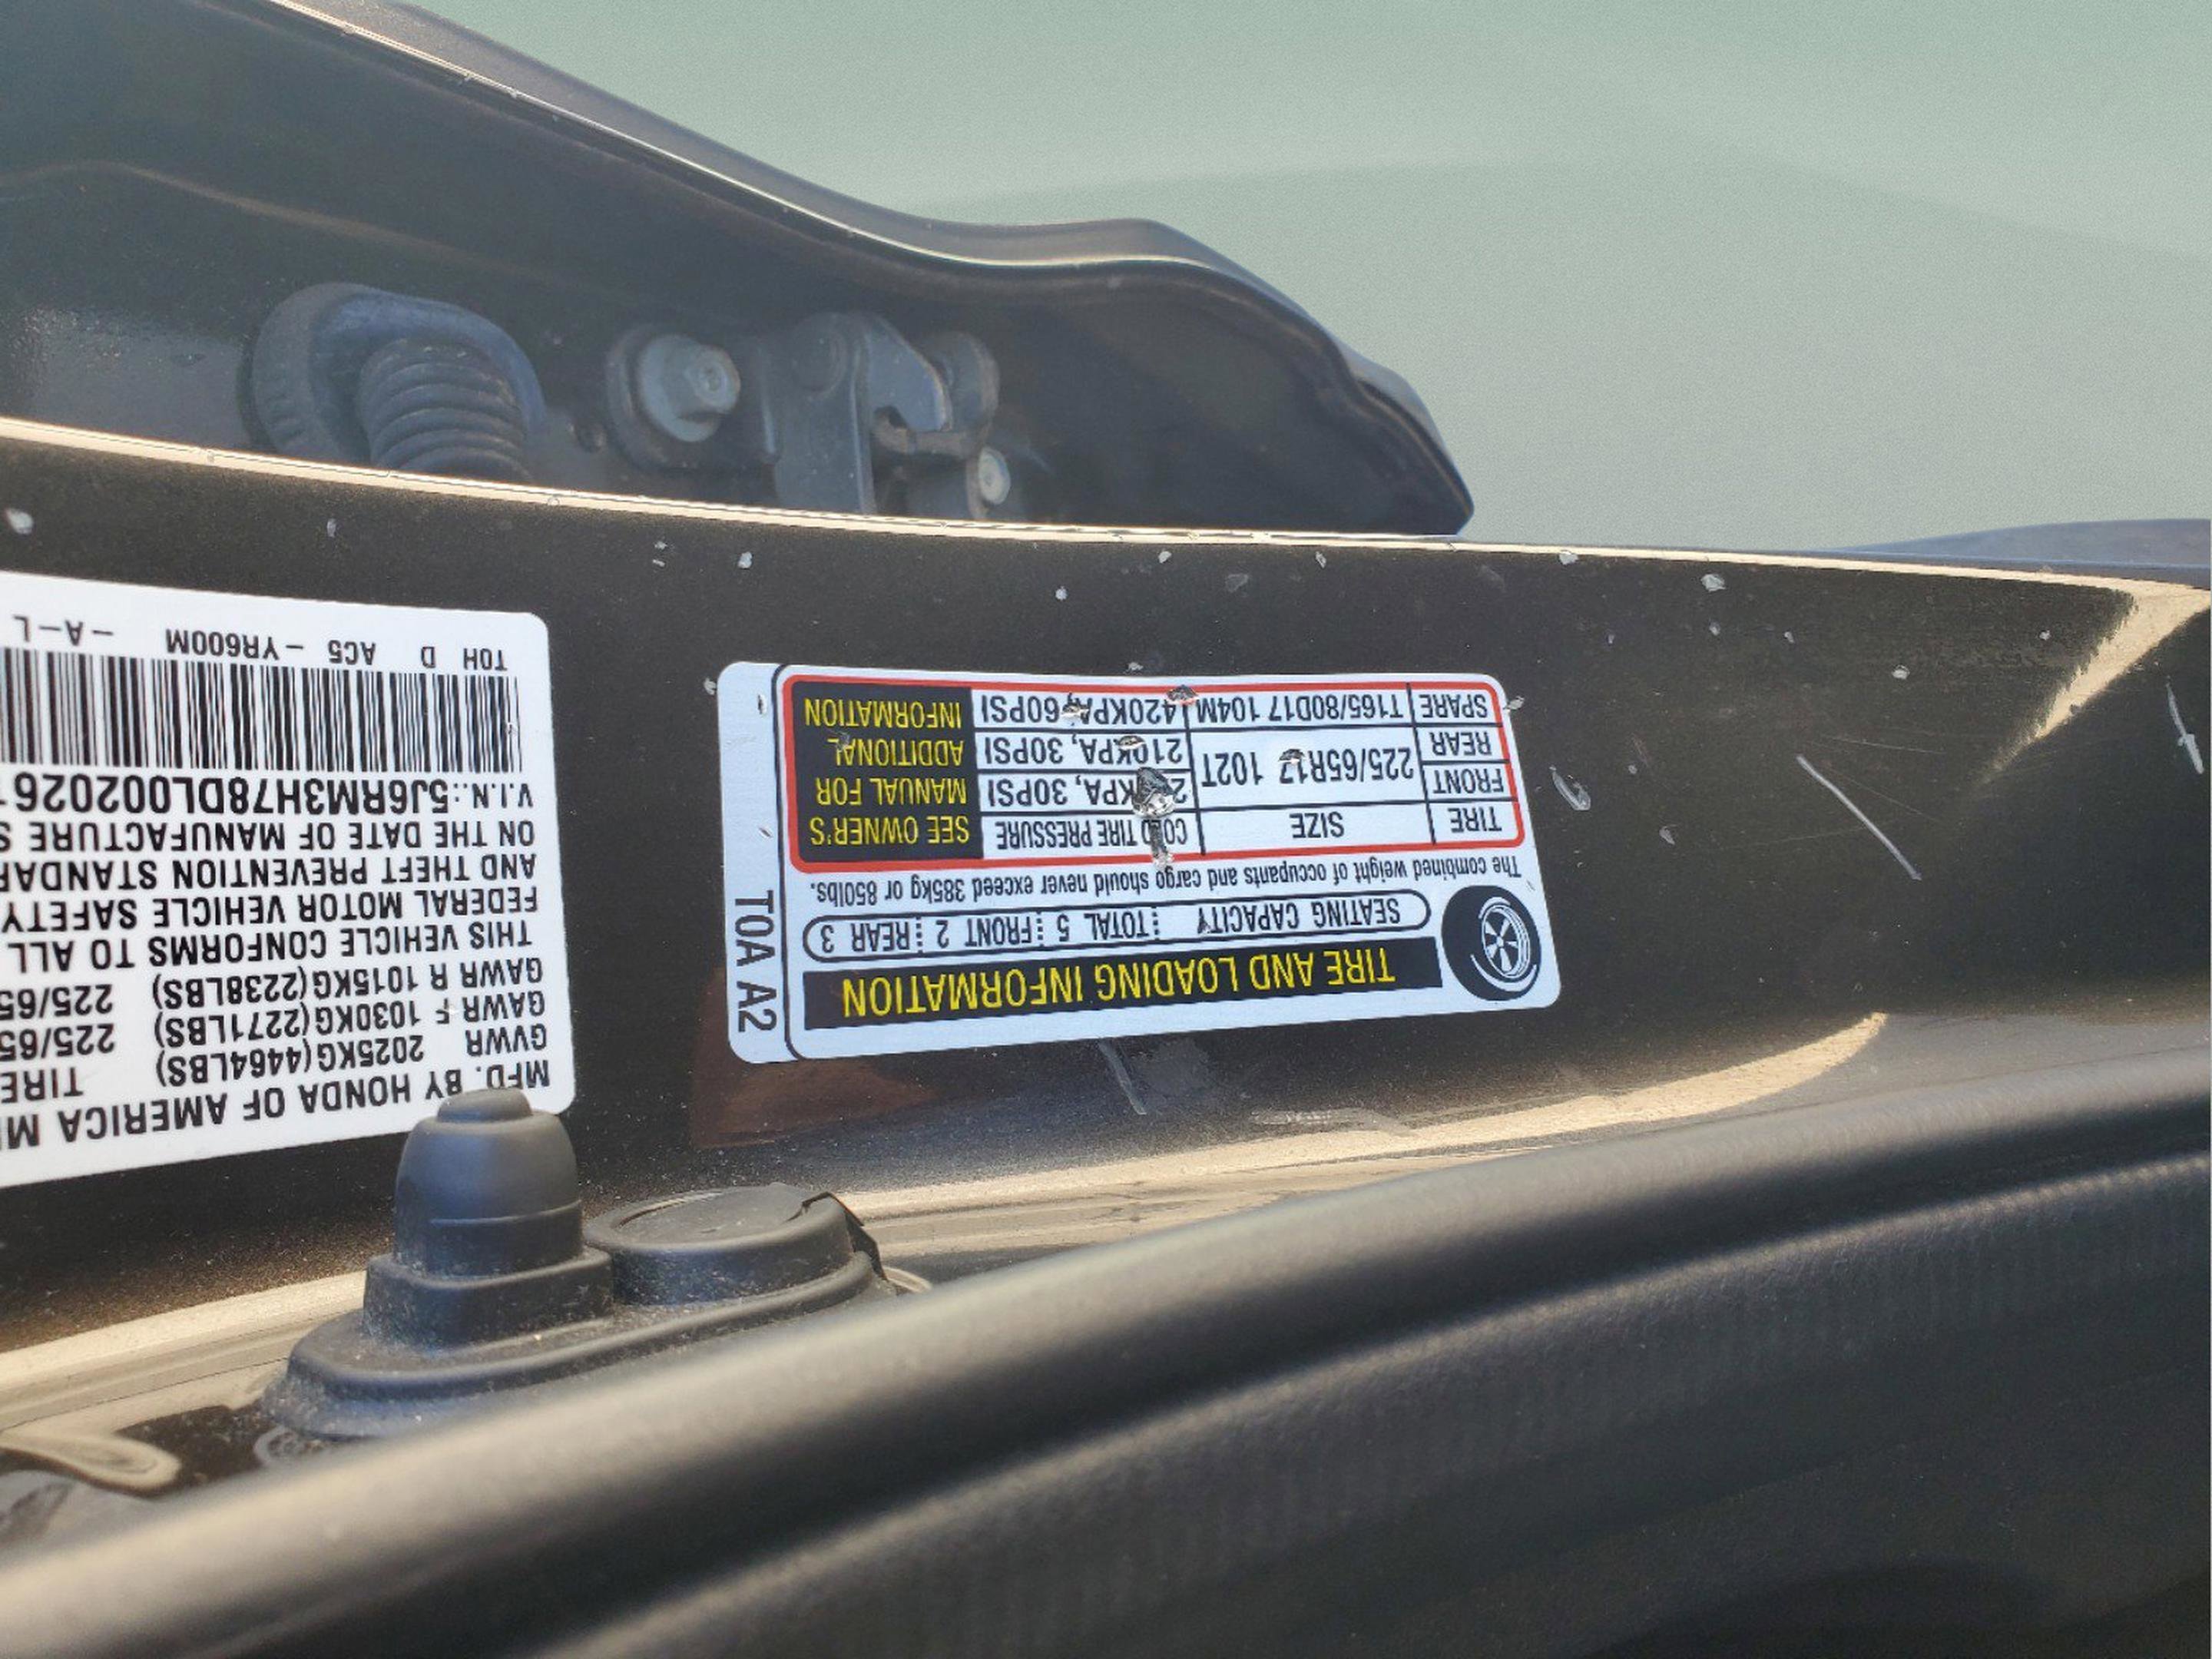 MFD. BY HONDA OF AMERICA
GVWR 2025KG(4464LBS) TIRE
GAWR F 1030KG(2271LBS) 225/65
GAWR R 1015KG(2238LBS) 225/65
THIS VEHICLE CONFORMS TO ALL
FEDERAL MOTOR VEHICLE SAFETY
AND THEFT PREVENTION
ON THE DATE OF MANUFACTURE
V.I.N.:5J6RM3H78DL002026
TOH D AC5 -YR600M -A-L
TIRE AND LOADING INFORMATION
SEATING CAPACITY TOTAL 5 FRONT 2 REAR 3
The combined weight of occupants and cargo should never exceed 385kg or 850lbs.
TIRE SIZE COLD TIRE PRESSURE
FRONT 225/65R17 102T 30PSI
REAR 210KPA, 30PSI
SPARE T165/80D17 104M 420KPA, 60PSI
SEE OWNER'S
MANUAL FOR
ADDITIONAL
INFORMATION
T0A A2